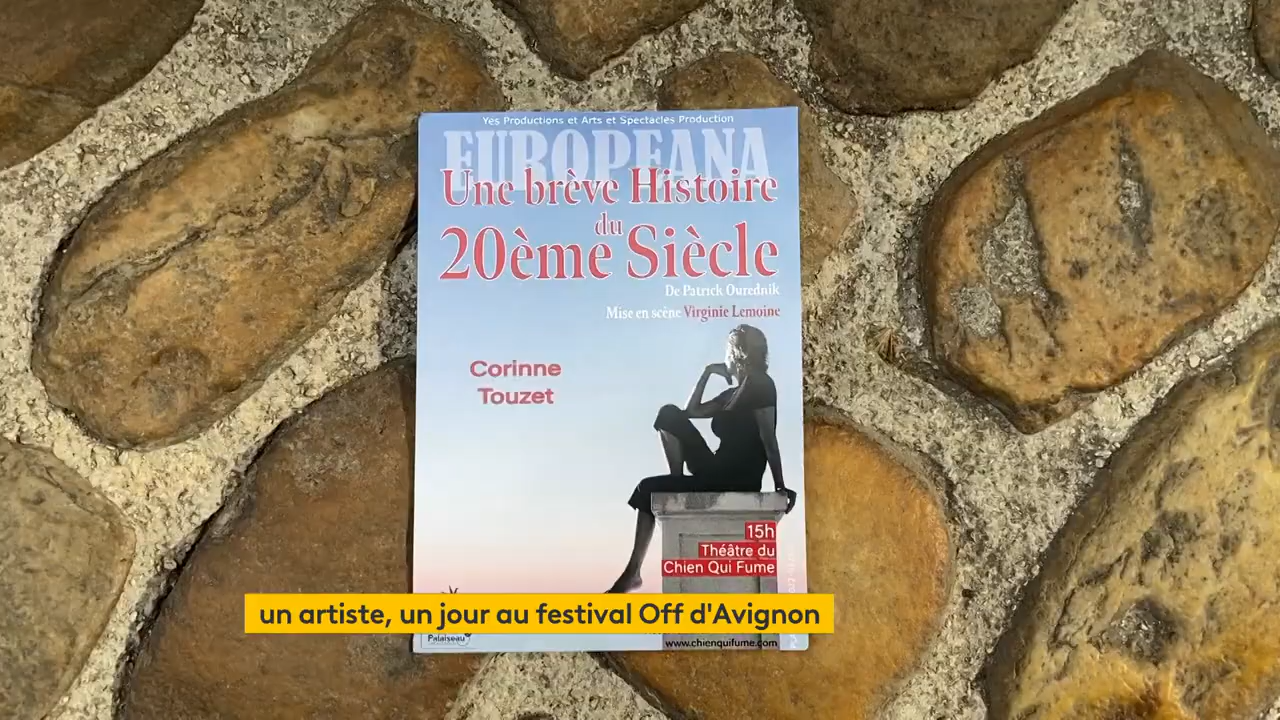 Yes Productions et Arts et Spectacles Production
EUROPEANA
Une brève Histoire
du
20ème Siècle
De Patrick Ourednik
Mise en scène Virginie Lemoine
Corinne
Touzet
15h
Théâtre du
Chien Qui Fume
un artiste, un jour au festival Off d'Avignon
Palaiseau
www.chienquifume.com